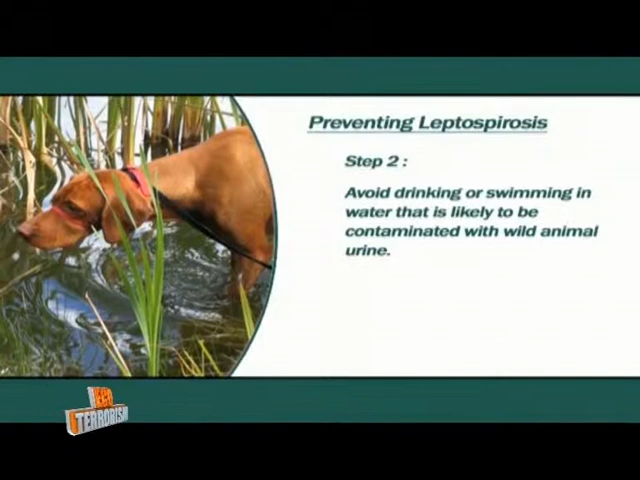 Preventing Leptospirosis
Step 2 :
Avoid drinking or swimming in
water that is likely to be
contaminated with wild animal
urine.
ECO
TERRORISM